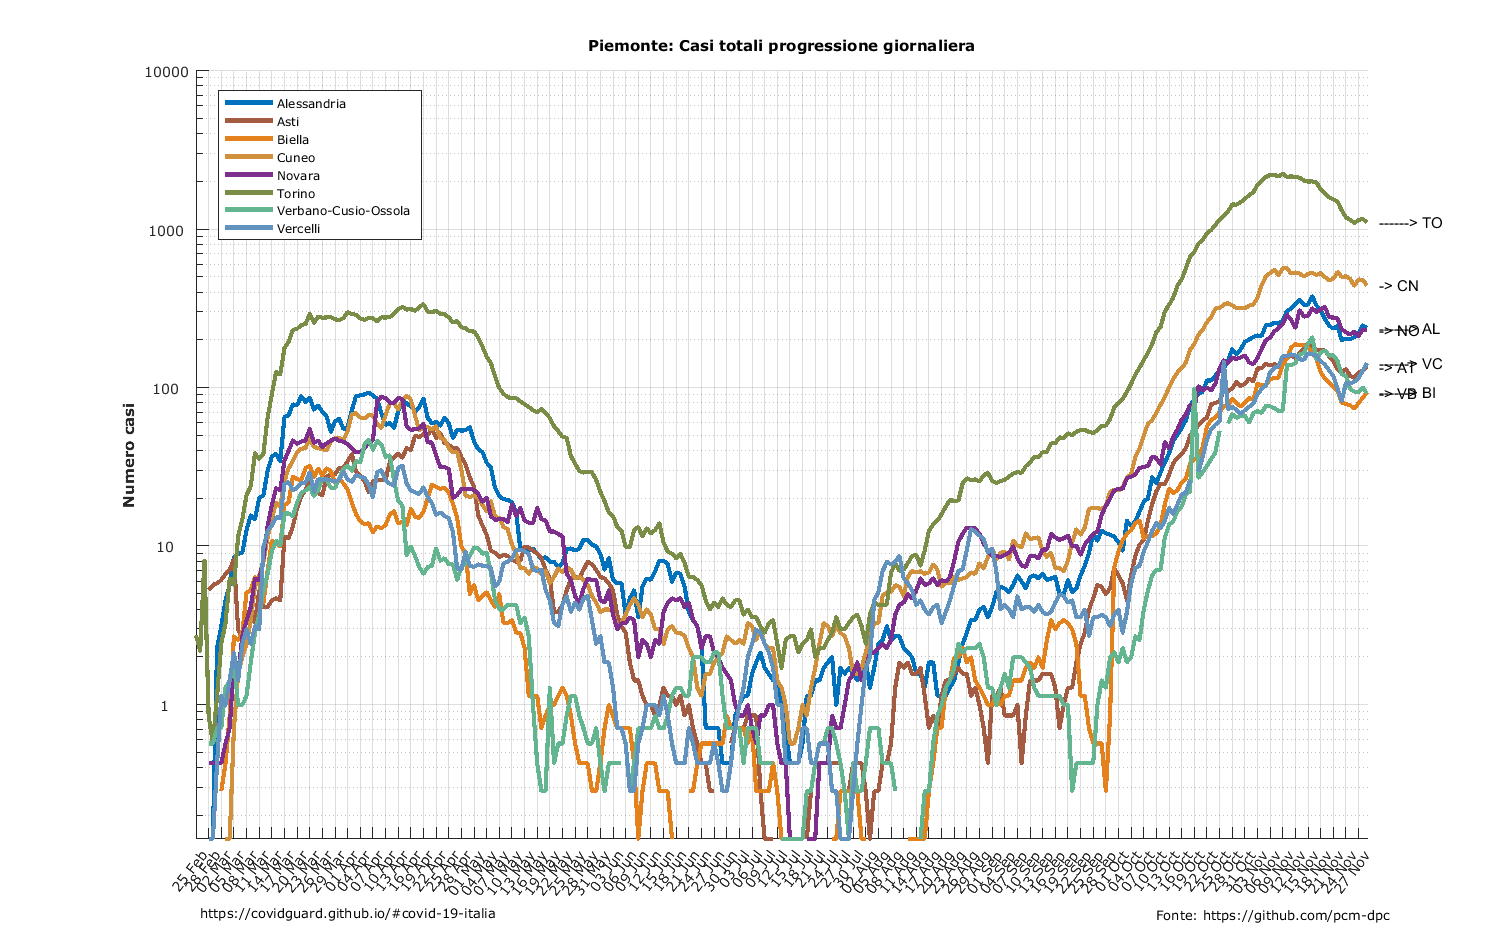 Piemonte: Casi totali progressione giornaliera
10000
1000
100
10
1
Numero casi
Alessandria
Asti
Biella
Cuneo
Novara
Torino
Verbano-Cusio-Ossola
Vercelli
------> TO
-> CN
-> NO
----> AL
----> VC
-> AT
-> VB
----> BI
25 Feb
28 Feb
02 Mar
05 Mar
08 Mar
11 Mar
14 Mar
17 Mar
20 Mar
23 Mar
26 Mar
29 Mar
01 Apr
04 Apr
07 Apr
10 Apr
13 Apr
16 Apr
19 Apr
22 Apr
25 Apr
28 Apr
01 May
04 May
07 May
10 May
13 May
16 May
19 May
22 May
25 May
28 May
31 May
03 Jun
06 Jun
09 Jun
12 Jun
15 Jun
18 Jun
21 Jun
24 Jun
27 Jun
30 Jun
03 Jul
06 Jul
09 Jul
12 Jul
15 Jul
18 Jul
21 Jul
24 Jul
27 Jul
30 Jul
02 Aug
05 Aug
08 Aug
11 Aug
14 Aug
17 Aug
20 Aug
23 Aug
26 Aug
29 Aug
01 Sep
04 Sep
07 Sep
10 Sep
13 Sep
16 Sep
19 Sep
22 Sep
25 Sep
28 Sep
01 Oct
04 Oct
07 Oct
10 Oct
13 Oct
16 Oct
19 Oct
22 Oct
25 Oct
28 Oct
31 Oct
03 Nov
06 Nov
09 Nov
12 Nov
15 Nov
18 Nov
21 Nov
24 Nov
27 Nov
https://covidguard.github.io/#covid-19-italia
Fonte: https://github.com/pcm-dpc